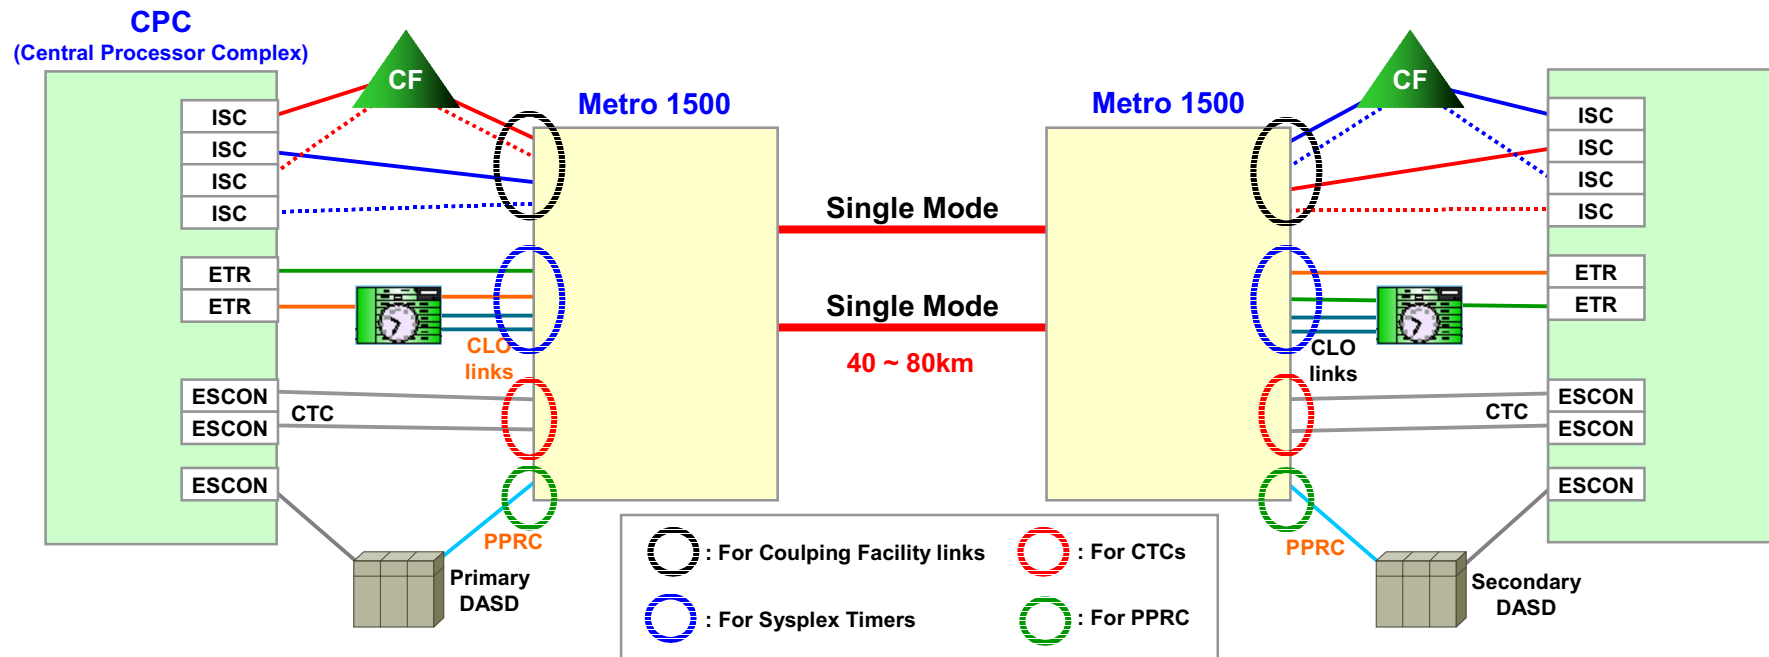 CPC
(Central Processor Complex)
CF
CF
Metro 1500
Metro 1500
ISC
ISC
ISC
ISC
ISC
ISC
ISC
ISC
Single Mode
ETR
ETR
ETR
ETR
Single Mode
CLO
links
CLO
links
40 ~ 80km
ESCON
CTC
ESCON
ESCON
CTC
ESCON
ESCON
ESCON
PPRC
PPRC
Primary
DASD
Secondary
DASD
: For Coulping Facility links
: For CTCs
: For Sysplex Timers
: For PPRC